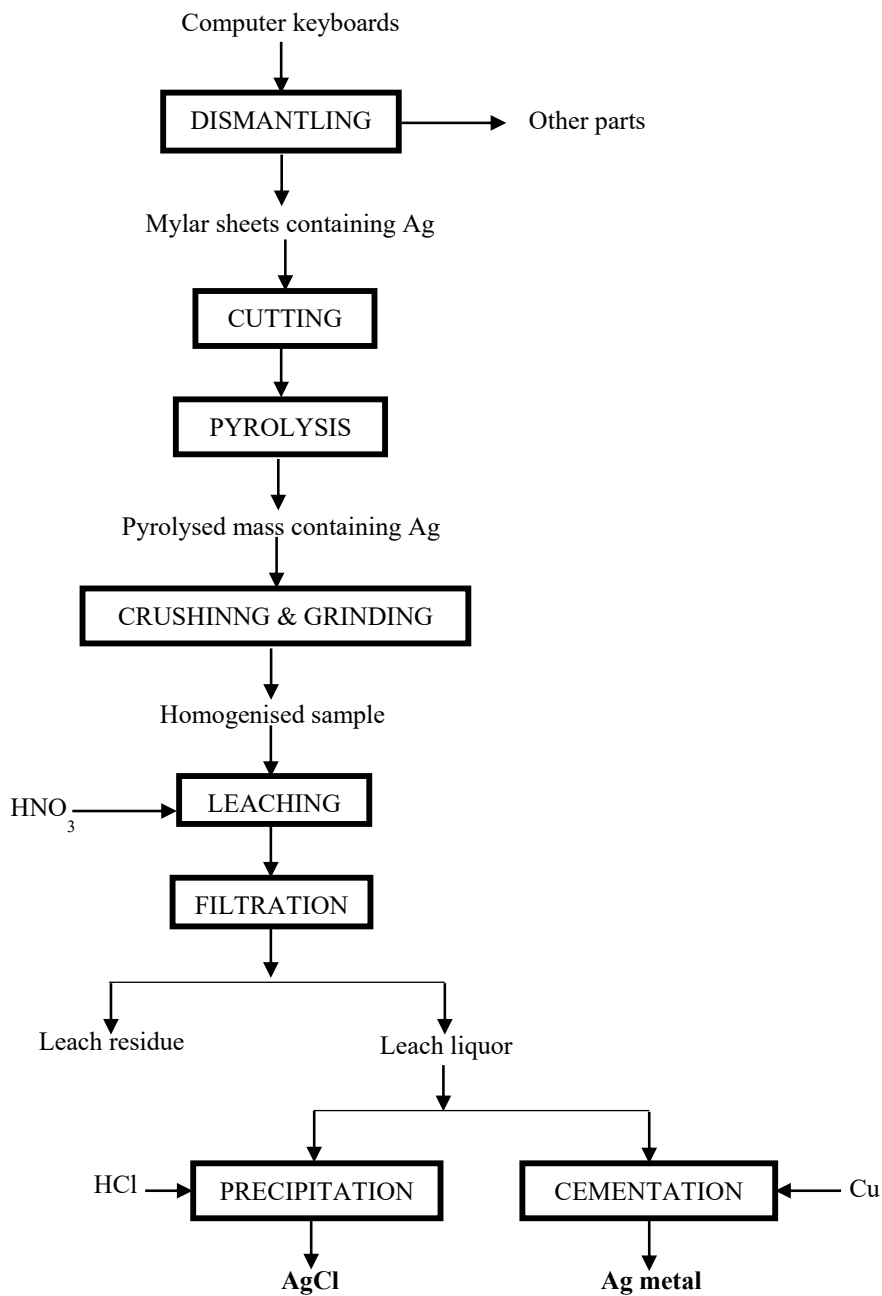 Computer keyboards
DISMANTLING
Other parts
Mylar sheets containing Ag
CUTTING
PYROLYSIS
Pyrolysed mass containing Ag
CRUSHINNG & GRINDING
Homogenised sample
HNO3
LEACHING
FILTRATION
Leach residue
Leach liquor
HCl
PRECIPITATION
CEMENTATION
Cu
AgCl
Ag metal